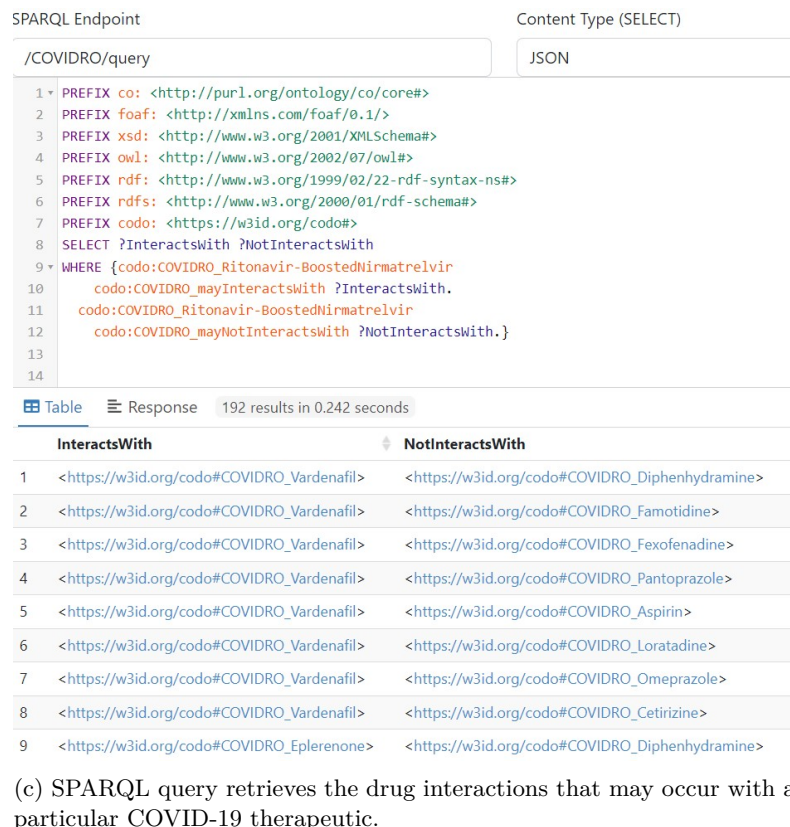 SPARQL Endpoint Content Type (SELECT)
/COVIDRO/query JSON
1 PREFIX co: <http://purl.org/ontology/co/core#>
2 PREFIX foaf: <http://xmlns.com/foaf/0.1/>
3 PREFIX xsd: <http://www.w3.org/2001/XMLSchema#>
4 PREFIX owl: <http://www.w3.org/2002/07/owl#>
5 PREFIX rdf: <http://www.w3.org/1999/02/22-rdf-syntax-ns#>
6 PREFIX rdfs: <http://www.w3.org/2000/01/rdf-schema#>
7 PREFIX codo: <https://w3id.org/codo#>
8 SELECT ?InteractsWith ?NotInteractsWith
9 WHERE {codo:COVIDRO_Ritonavir-BoostedNirmatrelvir
10 codo:COVIDRO_mayInteractsWith ?InteractsWith.
11 codo:COVIDRO_Ritonavir-BoostedNirmatrelvir
12 codo:COVIDRO_mayNotInteractsWith ?NotInteractsWith.}
13
14
Table Response 192 results in 0.242 seconds
InteractsWith NotInteractsWith
1 <https://w3id.org/codo#COVIDRO_Vardenafil> <https://w3id.org/codo#COVIDRO_Diphenhydramine>
2 <https://w3id.org/codo#COVIDRO_Vardenafil> <https://w3id.org/codo#COVIDRO_Famotidine>
3 <https://w3id.org/codo#COVIDRO_Vardenafil> <https://w3id.org/codo#COVIDRO_Fexofenadine>
4 <https://w3id.org/codo#COVIDRO_Vardenafil> <https://w3id.org/codo#COVIDRO_Pantoprazole>
5 <https://w3id.org/codo#COVIDRO_Vardenafil> <https://w3id.org/codo#COVIDRO_Aspirin>
6 <https://w3id.org/codo#COVIDRO_Vardenafil> <https://w3id.org/codo#COVIDRO_Loratadine>
7 <https://w3id.org/codo#COVIDRO_Vardenafil> <https://w3id.org/codo#COVIDRO_Omeprazole>
8 <https://w3id.org/codo#COVIDRO_Vardenafil> <https://w3id.org/codo#COVIDRO_Cetirizine>
9 <https://w3id.org/codo#COVIDRO_Eplerenone> <https://w3id.org/codo#COVIDRO_Diphenhydramine>
(c) SPARQL query retrieves the drug interactions that may occur with a
particular COVID-19 therapeutic.